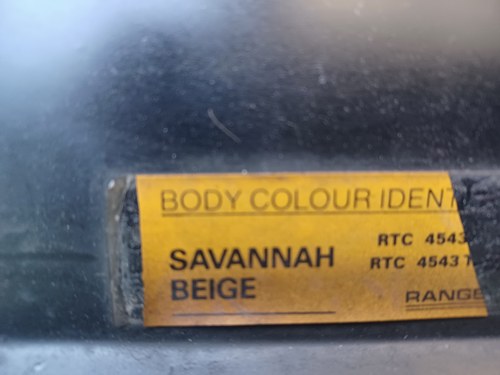 BODY COLOUR IDENT
SAVANNAH
BEIGE
RTC 4543
RTC 4543 T
RANGE